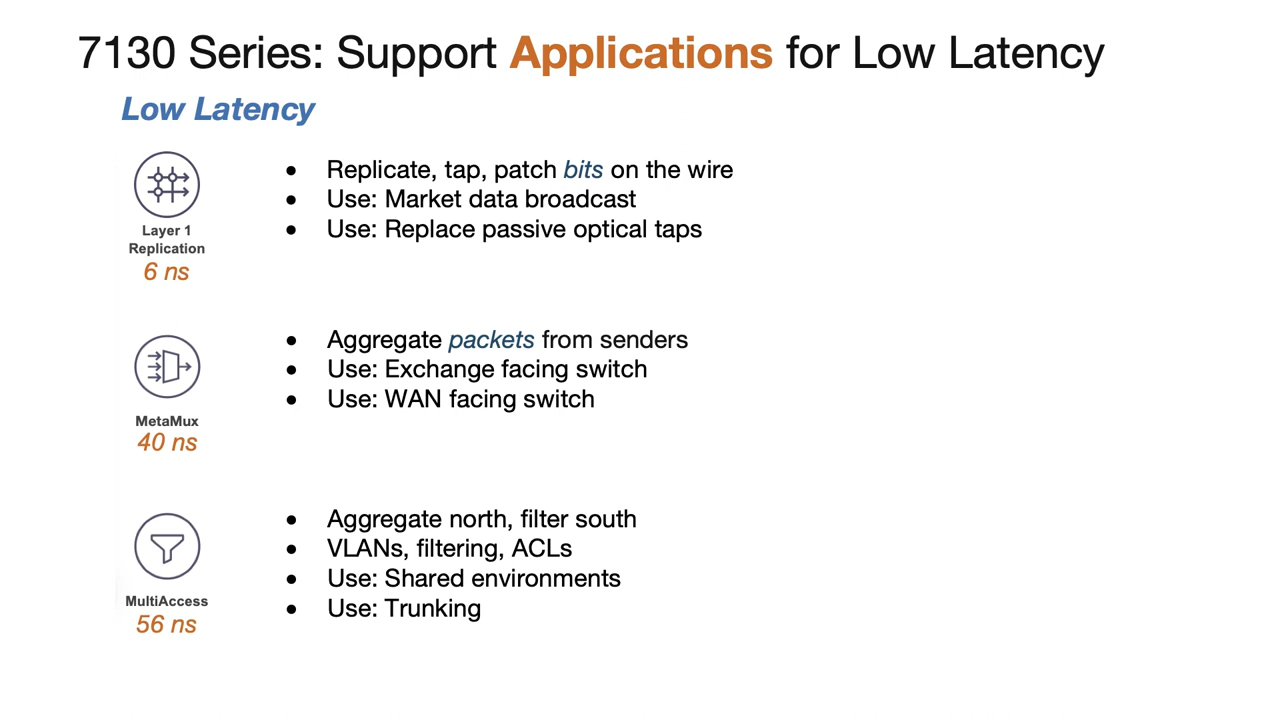 7130 Series: Support Applications for Low Latency
Low Latency
Layer 1
Replication
6 ns
• Replicate, tap, patch bits on the wire
• Use: Market data broadcast
• Use: Replace passive optical taps
MetaMux
40 ns
• Aggregate packets from senders
• Use: Exchange facing switch
• Use: WAN facing switch
MultiAccess
56 ns
• Aggregate north, filter south
• VLANs, filtering, ACLs
• Use: Shared environments
• Use: Trunking